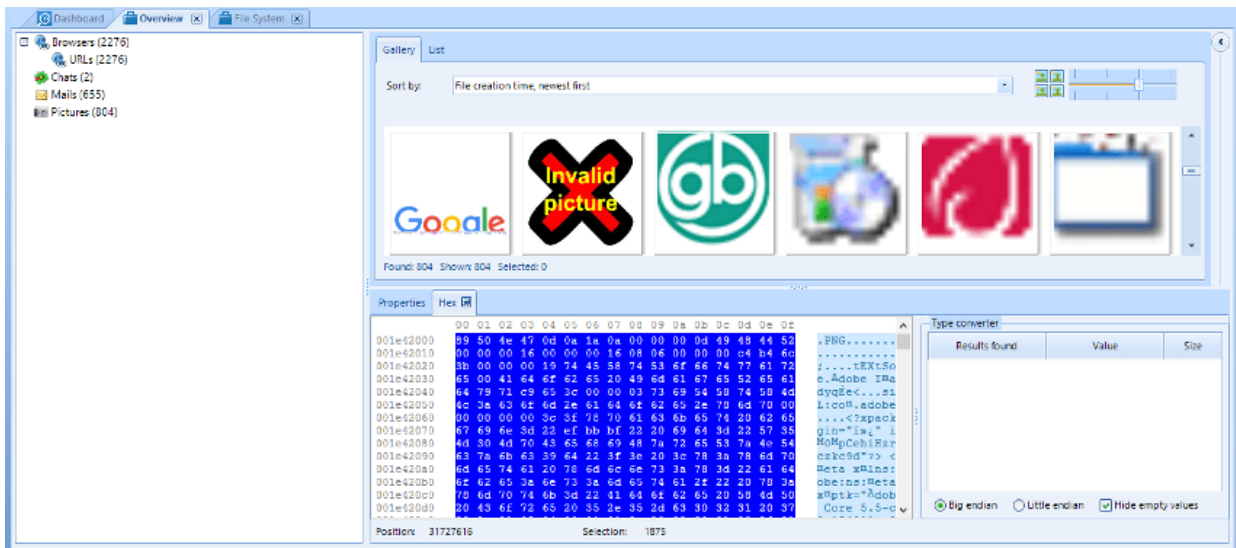 Dashboard Overview File System
Browsers (2276)
URLs (2276)
Chats (2)
Mails (655)
Pictures (804)
Gallery List
Sort by: File creation time, newest first
Google
Invalid picture
gb
Found: 804 Shown: 804 Selected: 0
Properties Hex
00 01 02 03 04 05 06 07 08 09 0a 0b 0c 0d 0e 0f
001e42000 89 50 4e 47 0d 0a 1a 0a 00 00 00 0d 49 48 44 52 .PNG........
001e42010 00 00 00 16 00 00 00 16 08 06 00 00 00 c4 b4 6c
001e42020 3b 00 00 00 19 74 45 58 74 53 6f 66 74 77 61 72 ;....tEXtSo
001e42030 65 00 41 64 6f 62 65 20 49 6d 61 67 65 52 65 61 e.Adobe Ima
001e42040 64 79 71 c9 65 3c 00 00 03 73 69 54 58 74 58 4d dyqÉe<...si
001e42050 4c 3a 63 6f 6d 2e 61 64 6f 62 65 2e 78 6d 70 00 L:com.adobe
001e42060 00 00 00 00 3c 3f 78 70 61 63 6b 65 74 20 62 65 ....<?xpack
001e42070 67 69 6e 3d 22 ef bb bf 22 20 69 64 3d 22 57 35 gin="ï»¿" i
001e42080 4d 30 4d 70 43 65 68 69 48 7a 72 65 53 7a 4e 54 M0MpCehiHzr
001e42090 63 7a 6b 63 39 64 22 3f 3e 20 3c 78 3a 78 6d 70 czkc9d"?> <
001e420a0 6d 65 74 61 20 78 6d 6c 6e 73 3a 78 3d 22 61 64 meta xmlns:
001e420b0 6f 62 65 3a 6e 73 3a 6d 65 74 61 2f 22 20 78 3a obe:ns:meta
001e420c0 78 6d 70 74 6b 3d 22 41 64 6f 62 65 20 58 4d 50 xmptk="Adob
001e420d0 20 43 6f 72 65 20 35 2e 35 2d 63 30 32 31 20 37 Core 5.5-c
Type converter
Results found Value Size
Big endian Little endian Hide empty values
Position: 31727616 Selection: 1875